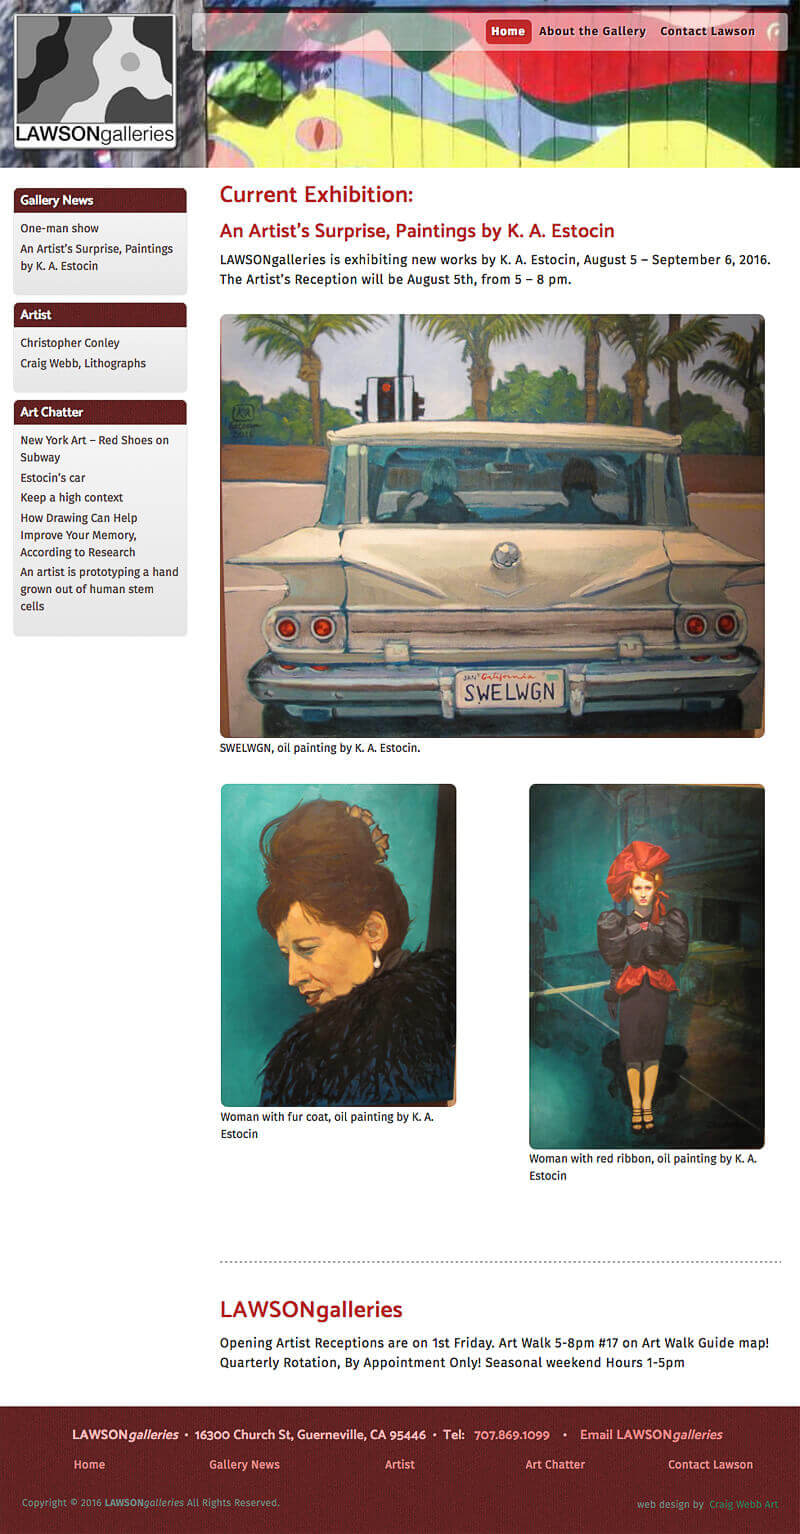 LAWSONgalleries
Home
About the Gallery
Contact Lawson
Gallery News
One-man show
An Artist's Surprise, Paintings
by K. A. Estocin
Artist
Christopher Conley
Craig Webb, Lithographs
Art Chatter
New York Art – Red Shoes on
Subway
Estocin's car
Keep a high context
How Drawing Can Help
Improve Your Memory,
According to Research
An artist is prototyping a hand
grown out of human stem
cells
Current Exhibition:
An Artist's Surprise, Paintings by K. A. Estocin
LAWSONgalleries is exhibiting new works by K. A. Estocin, August 5 – September 6, 2016.
The Artist's Reception will be August 5th, from 5 – 8 pm.
JAN California
SWELWGN
SWELWGN, oil painting by K. A. Estocin.
Woman with fur coat, oil painting by K. A.
Estocin
Woman with red ribbon, oil painting by K. A.
Estocin
LAWSONgalleries
Opening Artist Receptions are on 1st Friday. Art Walk 5-8pm #17 on Art Walk Guide map!
Quarterly Rotation, By Appointment Only! Seasonal weekend Hours 1-5pm
LAWSONgalleries • 16300 Church St, Guerneville, CA 95446 • Tel: 707.869.1099 • Email LAWSONgalleries
Home Gallery News Artist Art Chatter Contact Lawson
Copyright © 2016 LAWSONgalleries All Rights Reserved.
web design by Craig Webb Art